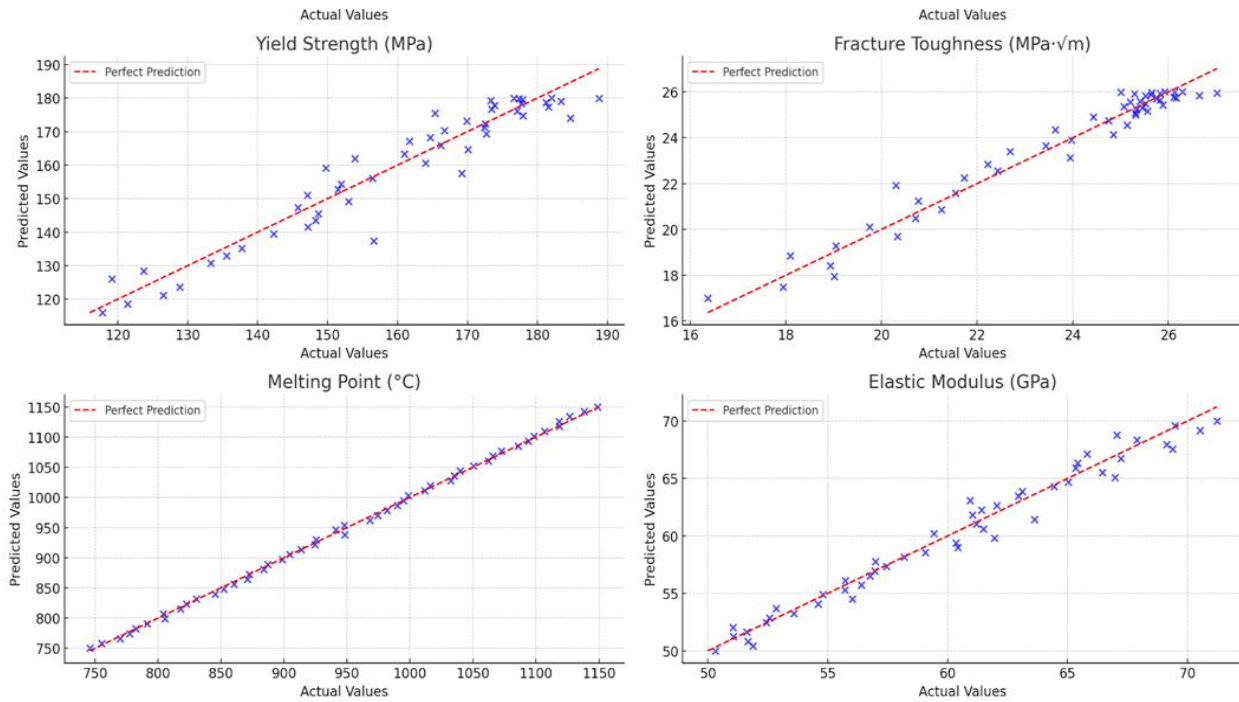 Actual Values
Actual Values
Yield Strength (MPa)
Perfect Prediction
Predicted Values
190
180
170
160
150
140
130
120
120 130 140 150 160 170 180 190
Actual Values
Fracture Toughness (MPa·√m)
Perfect Prediction
Predicted Values
26
24
22
20
18
16
16 18 20 22 24 26
Actual Values
Melting Point (°C)
Perfect Prediction
Predicted Values
1150
1100
1050
1000
950
900
850
800
750
750 800 850 900 950 1000 1050 1100 1150
Actual Values
Elastic Modulus (GPa)
Perfect Prediction
Predicted Values
70
65
60
55
50
50 55 60 65 70
Actual Values